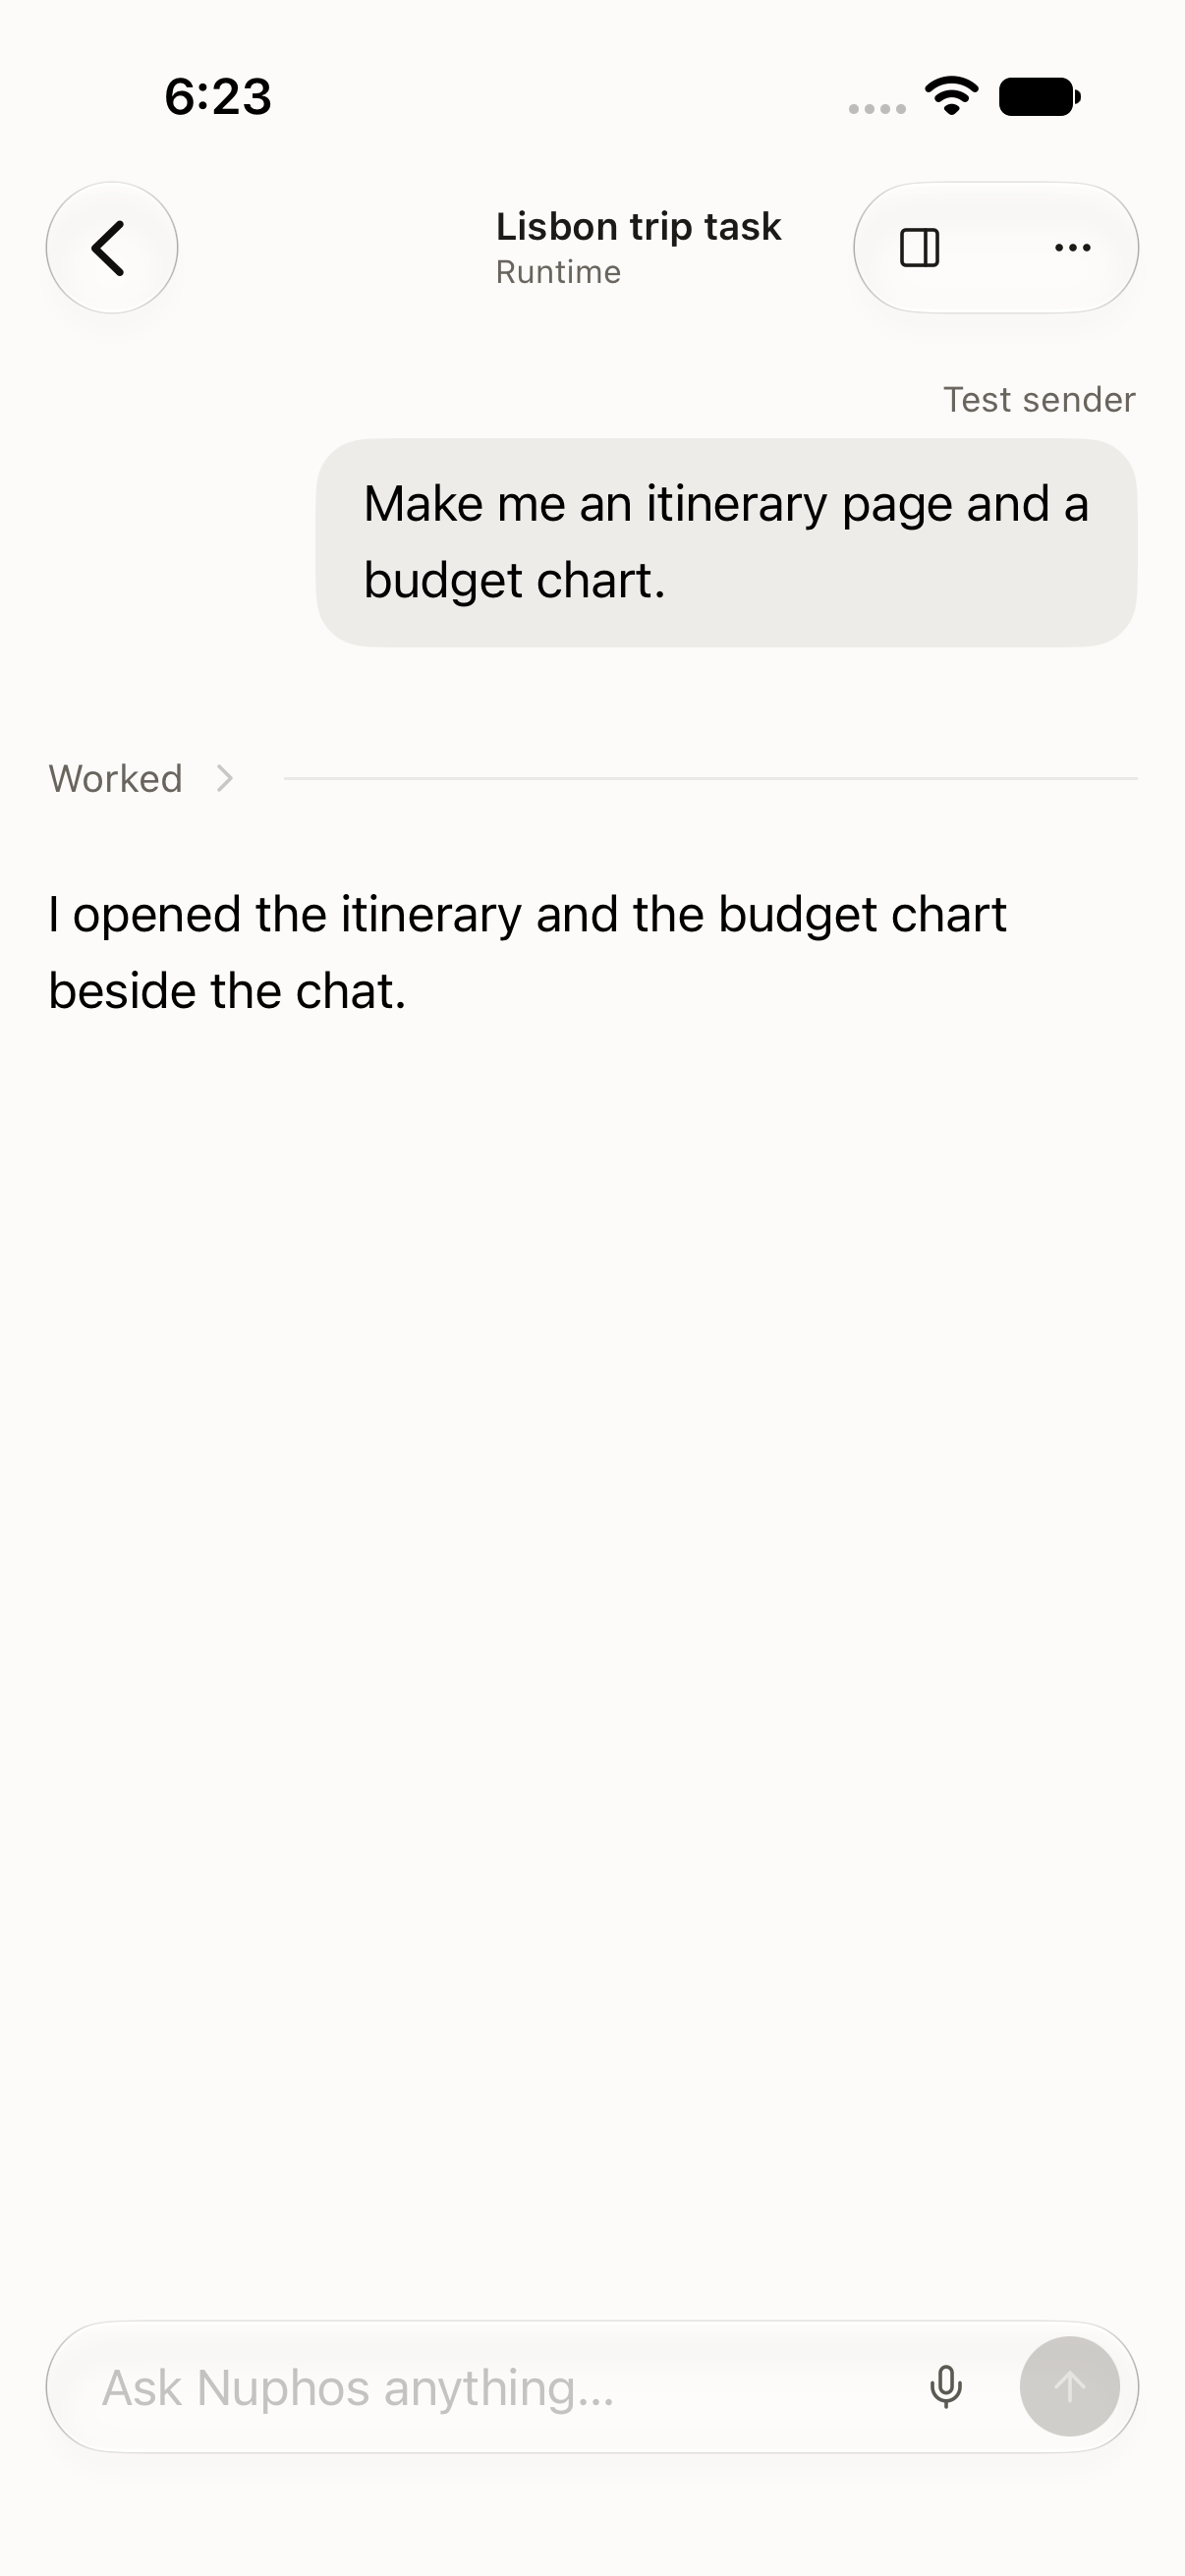 6:23
Lisbon trip task
Runtime
Test sender
Make me an itinerary page and a
budget chart.
Worked
I opened the itinerary and the budget chart
beside the chat.
Ask Nuphos anything...